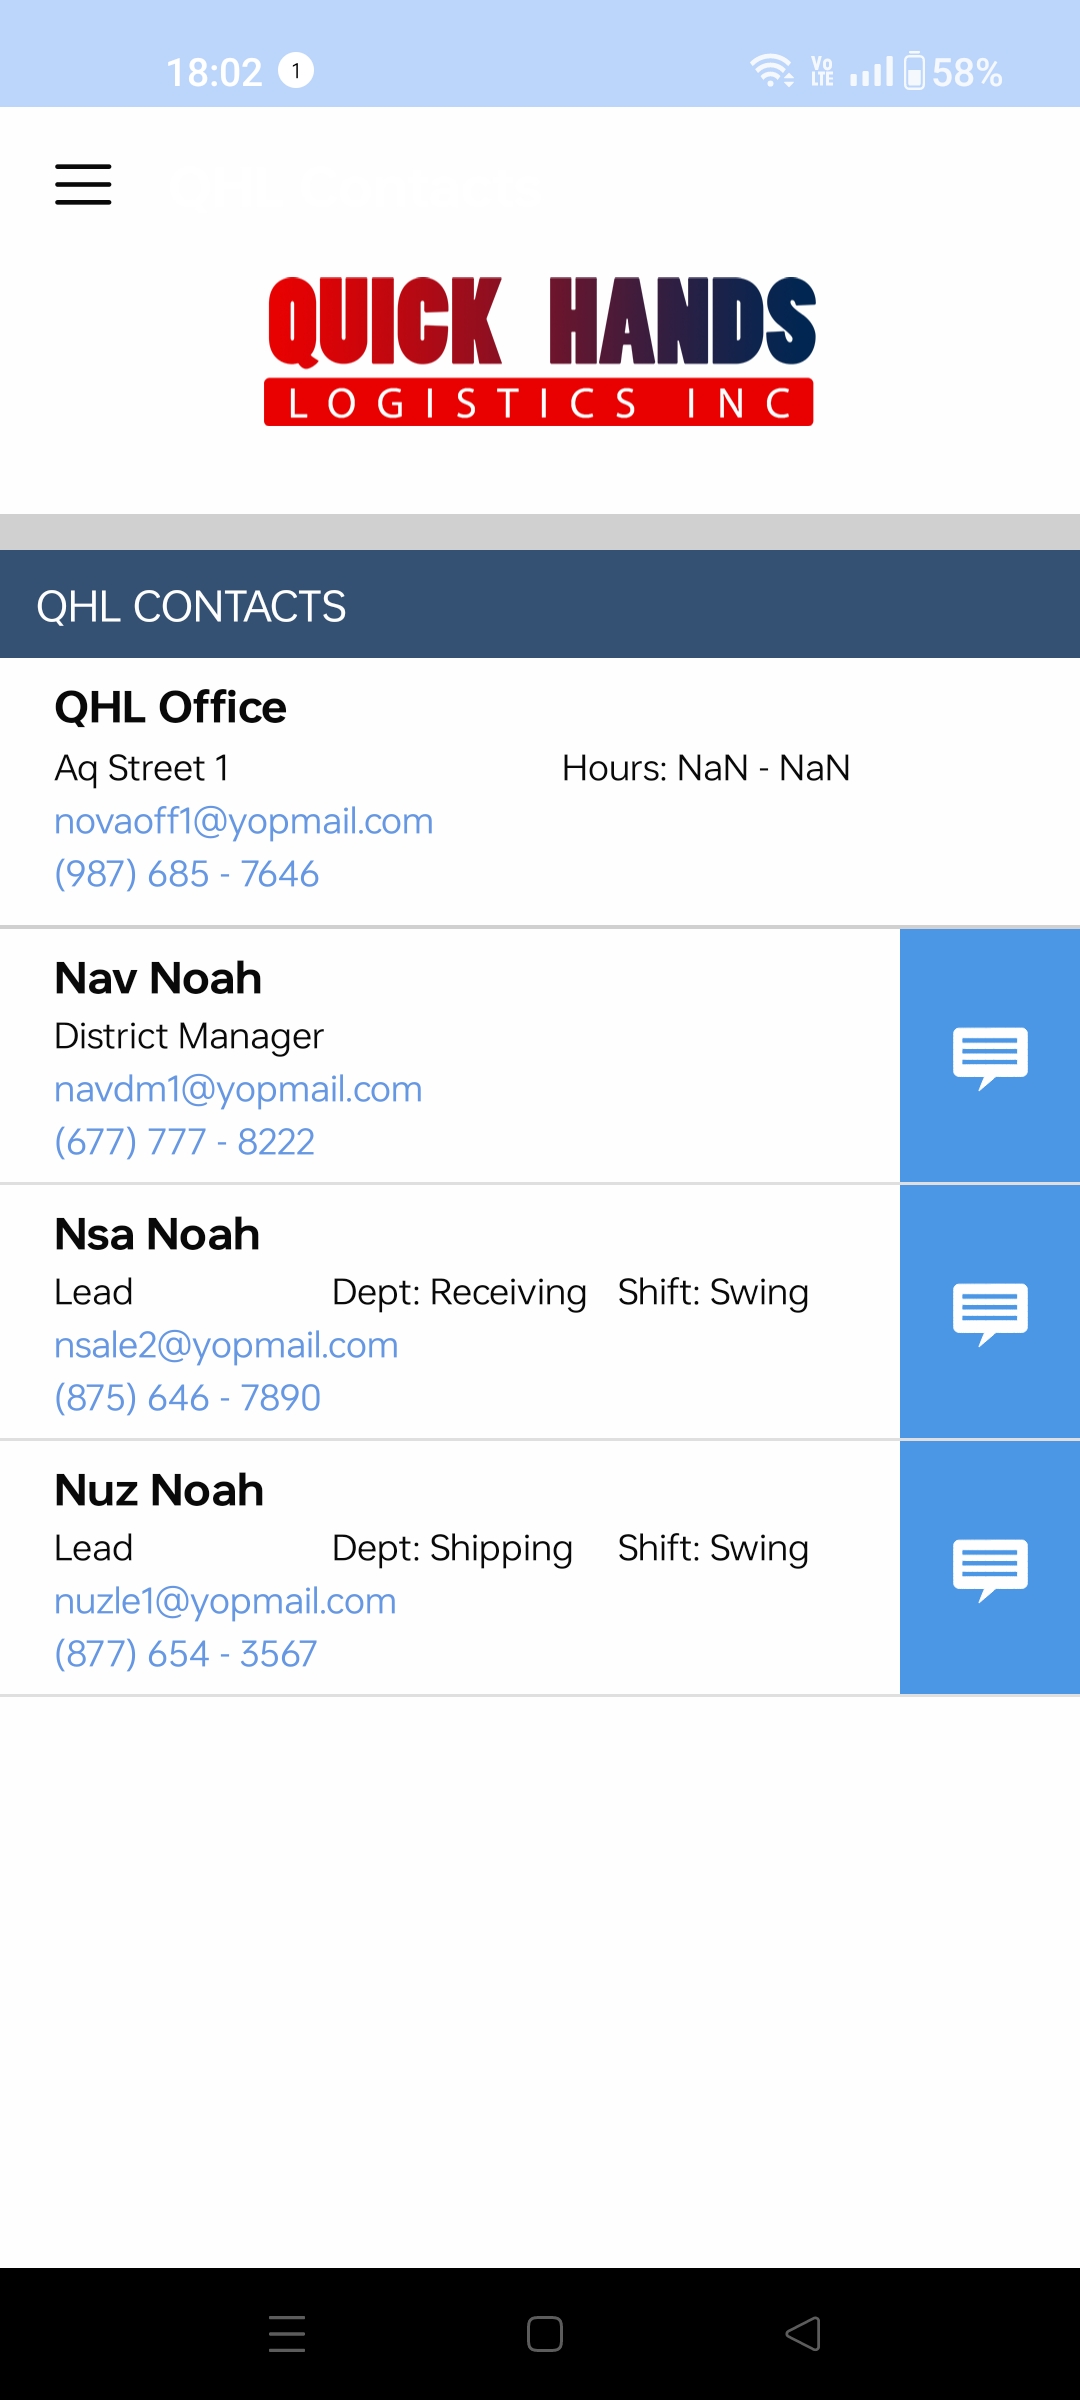 18:02 1 Vo LTE 58%
QUICK HANDS
LOGISTICS INC
QHL CONTACTS
QHL Office
Aq Street 1 Hours: NaN - NaN
novaoff1@yopmail.com
(987) 685 - 7646
Nav Noah
District Manager
navdm1@yopmail.com
(677) 777 - 8222
Nsa Noah
Lead Dept: Receiving Shift: Swing
nsale2@yopmail.com
(875) 646 - 7890
Nuz Noah
Lead Dept: Shipping Shift: Swing
nuzle1@yopmail.com
(877) 654 - 3567